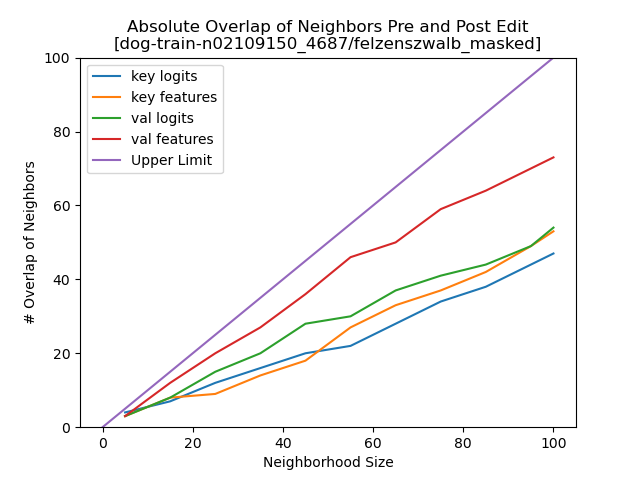 Absolute Overlap of Neighbors Pre and Post Edit
[dog-train-n02109150_4687/felzenszwalb_masked]
key logits
key features
val logits
val features
Upper Limit
# Overlap of Neighbors
100
80
60
40
20
0
0 20 40 60 80 100
Neighborhood Size